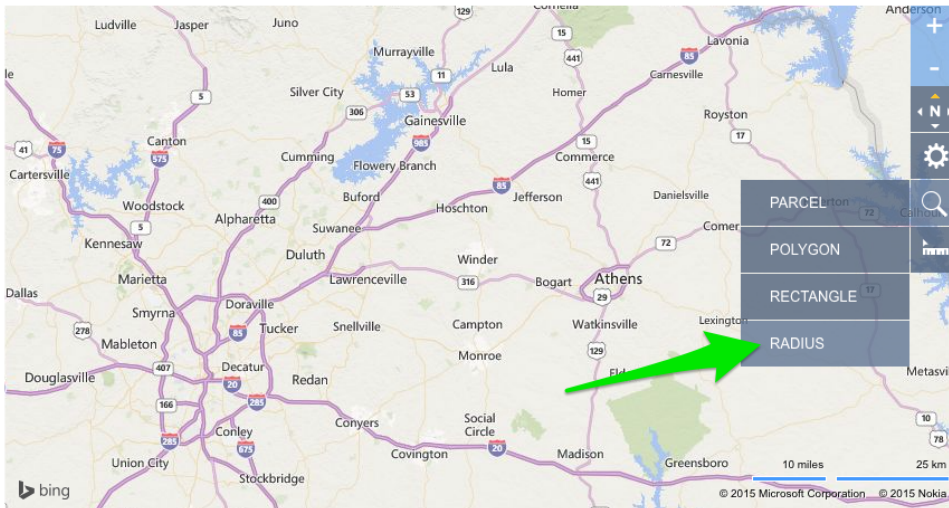 Ludville
Jasper
Juno
129
Cornelia
15
Anderson
Murrayville
441
Lavonia
85
+
-
11
Lula
Carnesville
Silver City
53
Homer
5
306
Gainesville
Royston
N
41
75
Canton
575
985
15
17
Cartersville
Cumming
Flowery Branch
Commerce
85
441
Woodstock
400
Buford
Jefferson
Danielsville
PARCEL
5
Alpharetta
Hoschton
72
Kennesaw
Suwanee
72
Comer
Duluth
POLYGON
Winder
Marietta
Lawrenceville
316
Bogart
Athens
Dallas
29
RECTANGLE
17
Smyrna
Doraville
278
85
Tucker
Snellville
Campton
Watkinsville
Lexington
Mableton
129
RADIUS
407
Decatur
Monroe
Douglasville
20
Redan
166
285
Social
Circle
10
Conley
Conyers
78
285
675
20
Union City
Covington
Madison
Greensboro
10 miles
25 km
Stockbridge
bing
© 2015 Microsoft Corporation © 2015 Nokia